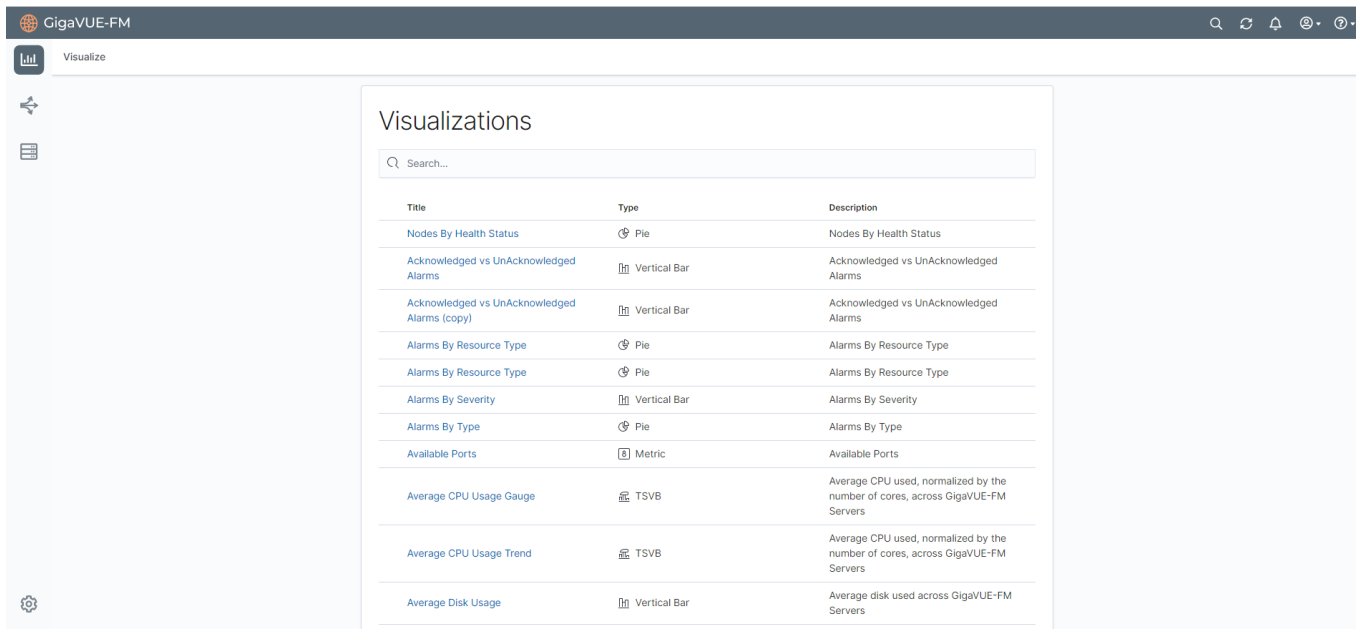 GigaVUE-FM
Visualize
Visualizations
Search...
Title Type Description
Nodes By Health Status Pie Nodes By Health Status
Acknowledged vs UnAcknowledged Alarms Vertical Bar Acknowledged vs UnAcknowledged Alarms
Acknowledged vs UnAcknowledged Alarms (copy) Vertical Bar Acknowledged vs UnAcknowledged Alarms
Alarms By Resource Type Pie Alarms By Resource Type
Alarms By Resource Type Pie Alarms By Resource Type
Alarms By Severity Vertical Bar Alarms By Severity
Alarms By Type Pie Alarms By Type
Available Ports 8 Metric Available Ports
Average CPU Usage Gauge TSVB Average CPU used, normalized by the number of cores, across GigaVUE-FM Servers
Average CPU Usage Trend TSVB Average CPU used, normalized by the number of cores, across GigaVUE-FM Servers
Average Disk Usage Vertical Bar Average disk used across GigaVUE-FM Servers